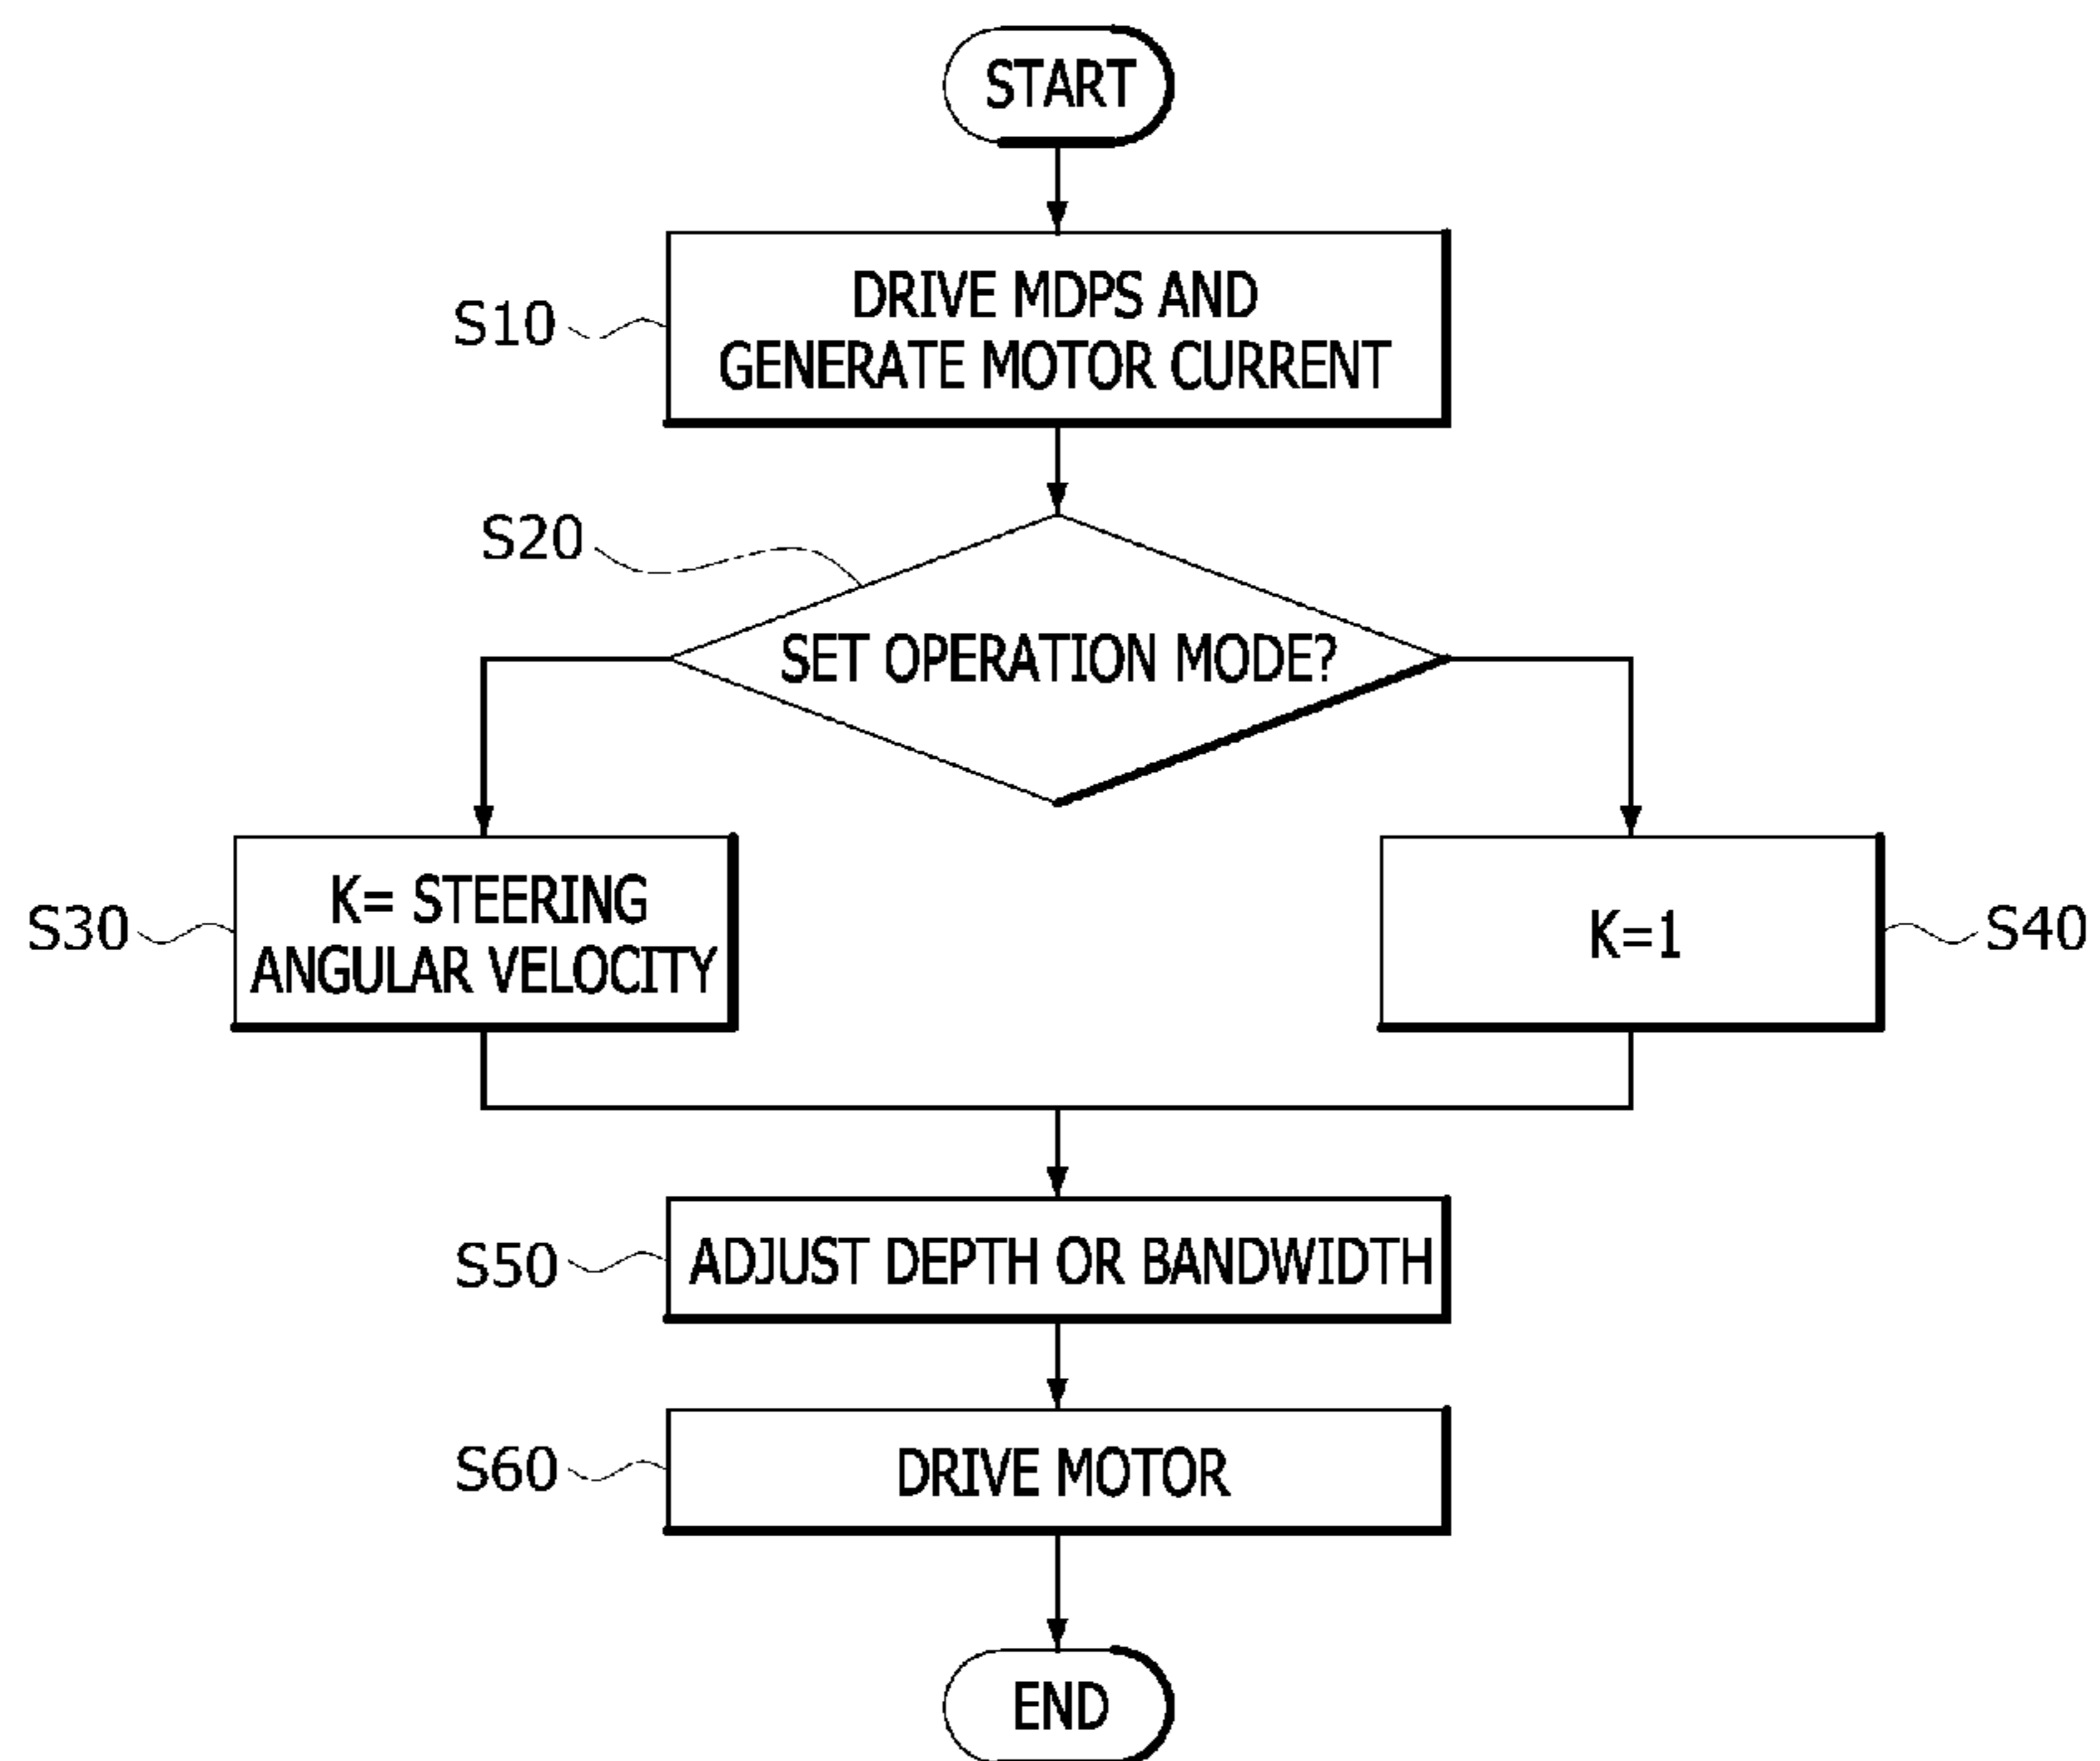 START
S10
DRIVE MDPS AND
GENERATE MOTOR CURRENT
S20
SET OPERATION MODE?
S30
K= STEERING
ANGULAR VELOCITY
K=1
S40
S50
ADJUST DEPTH OR BANDWIDTH
S60
DRIVE MOTOR
END